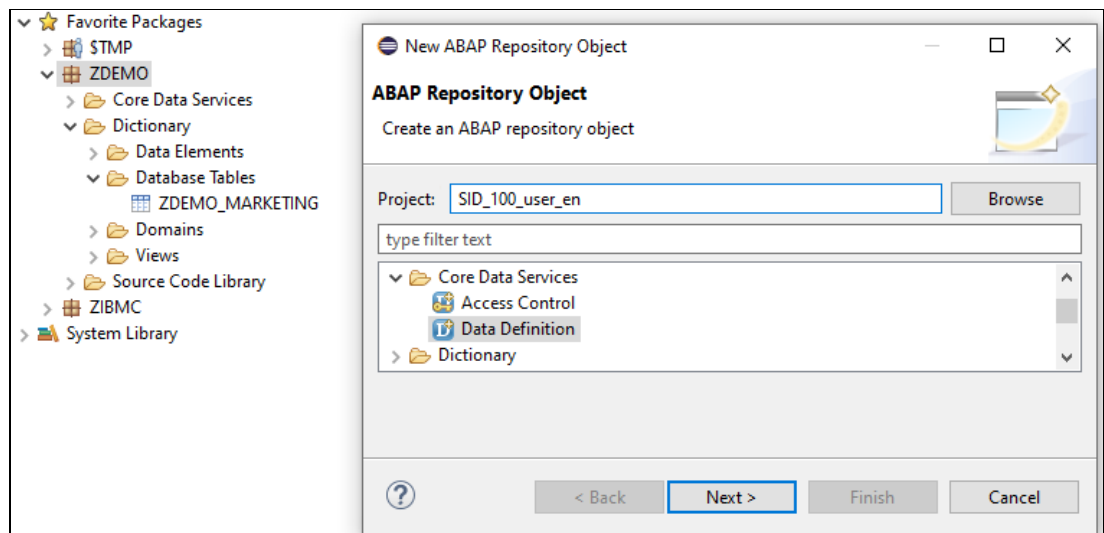 Favorite Packages
$TMP
ZDEMO
Core Data Services
Dictionary
Data Elements
Database Tables
ZDEMO_MARKETING
Domains
Views
Source Code Library
ZIBMC
System Library
New ABAP Repository Object
ABAP Repository Object
Create an ABAP repository object
Project: SID_100_user_en Browse
type filter text
Core Data Services
Access Control
Data Definition
Dictionary
? < Back Next > Finish Cancel